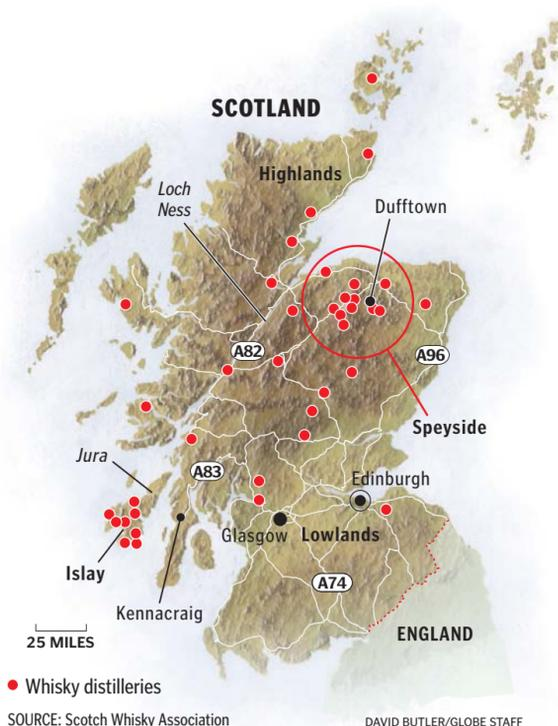 SCOTLAND
Highlands
Loch
Ness
Dufftown
A82
A96
Speyside
Jura
A83
Edinburgh
Glasgow
Lowlands
Islay
A74
Kennacraig
25 MILES
ENGLAND
Whisky distilleries
SOURCE: Scotch Whisky Association
DAVID BUTLER/GLOBE STAFF